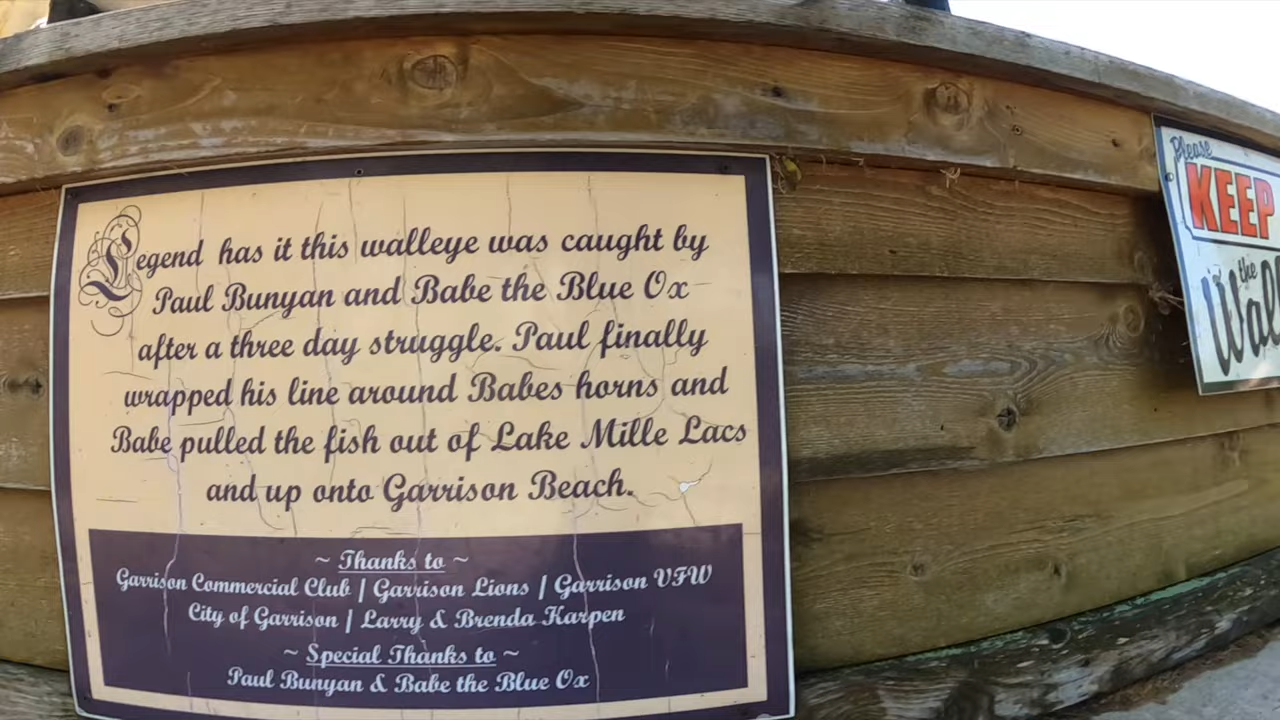 Legend has it this walleye was caught by
Paul Bunyan and Babe the Blue Ox
after a three day struggle. Paul finally
wrapped his line around Babes horns and
Babe pulled the fish out of Lake Mille Lacs
and up onto Garrison Beach.
~ Thanks to ~
Garrison Commercial Club | Garrison Lions | Garrison VFW
City of Garrison | Larry & Brenda Karpen
~ Special Thanks to ~
Paul Bunyan & Babe the Blue Ox
Please
KEEP
the